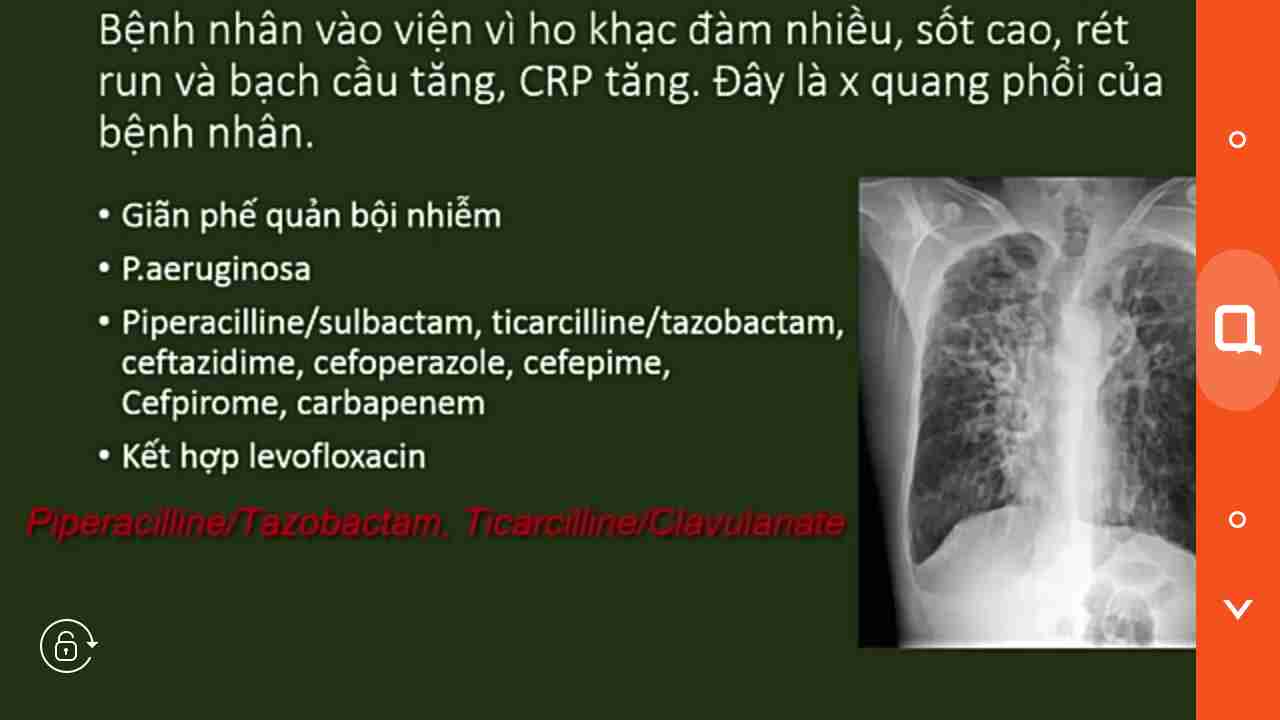 Bệnh nhân vào viện vì ho khạc đàm nhiều, sốt cao, rét
run và bạch cầu tăng, CRP tăng. Đây là x quang phổi của
bệnh nhân.
• Giãn phế quản bội nhiễm
• P.aeruginosa
• Piperacilline/sulbactam, ticarcilline/tazobactam,
ceftazidime, cefoperazole, cefepime,
Cefpirome, carbapenem
• Kết hợp levofloxacin
Piperacilline/Tazobactam, Ticarcilline/Clavulanate